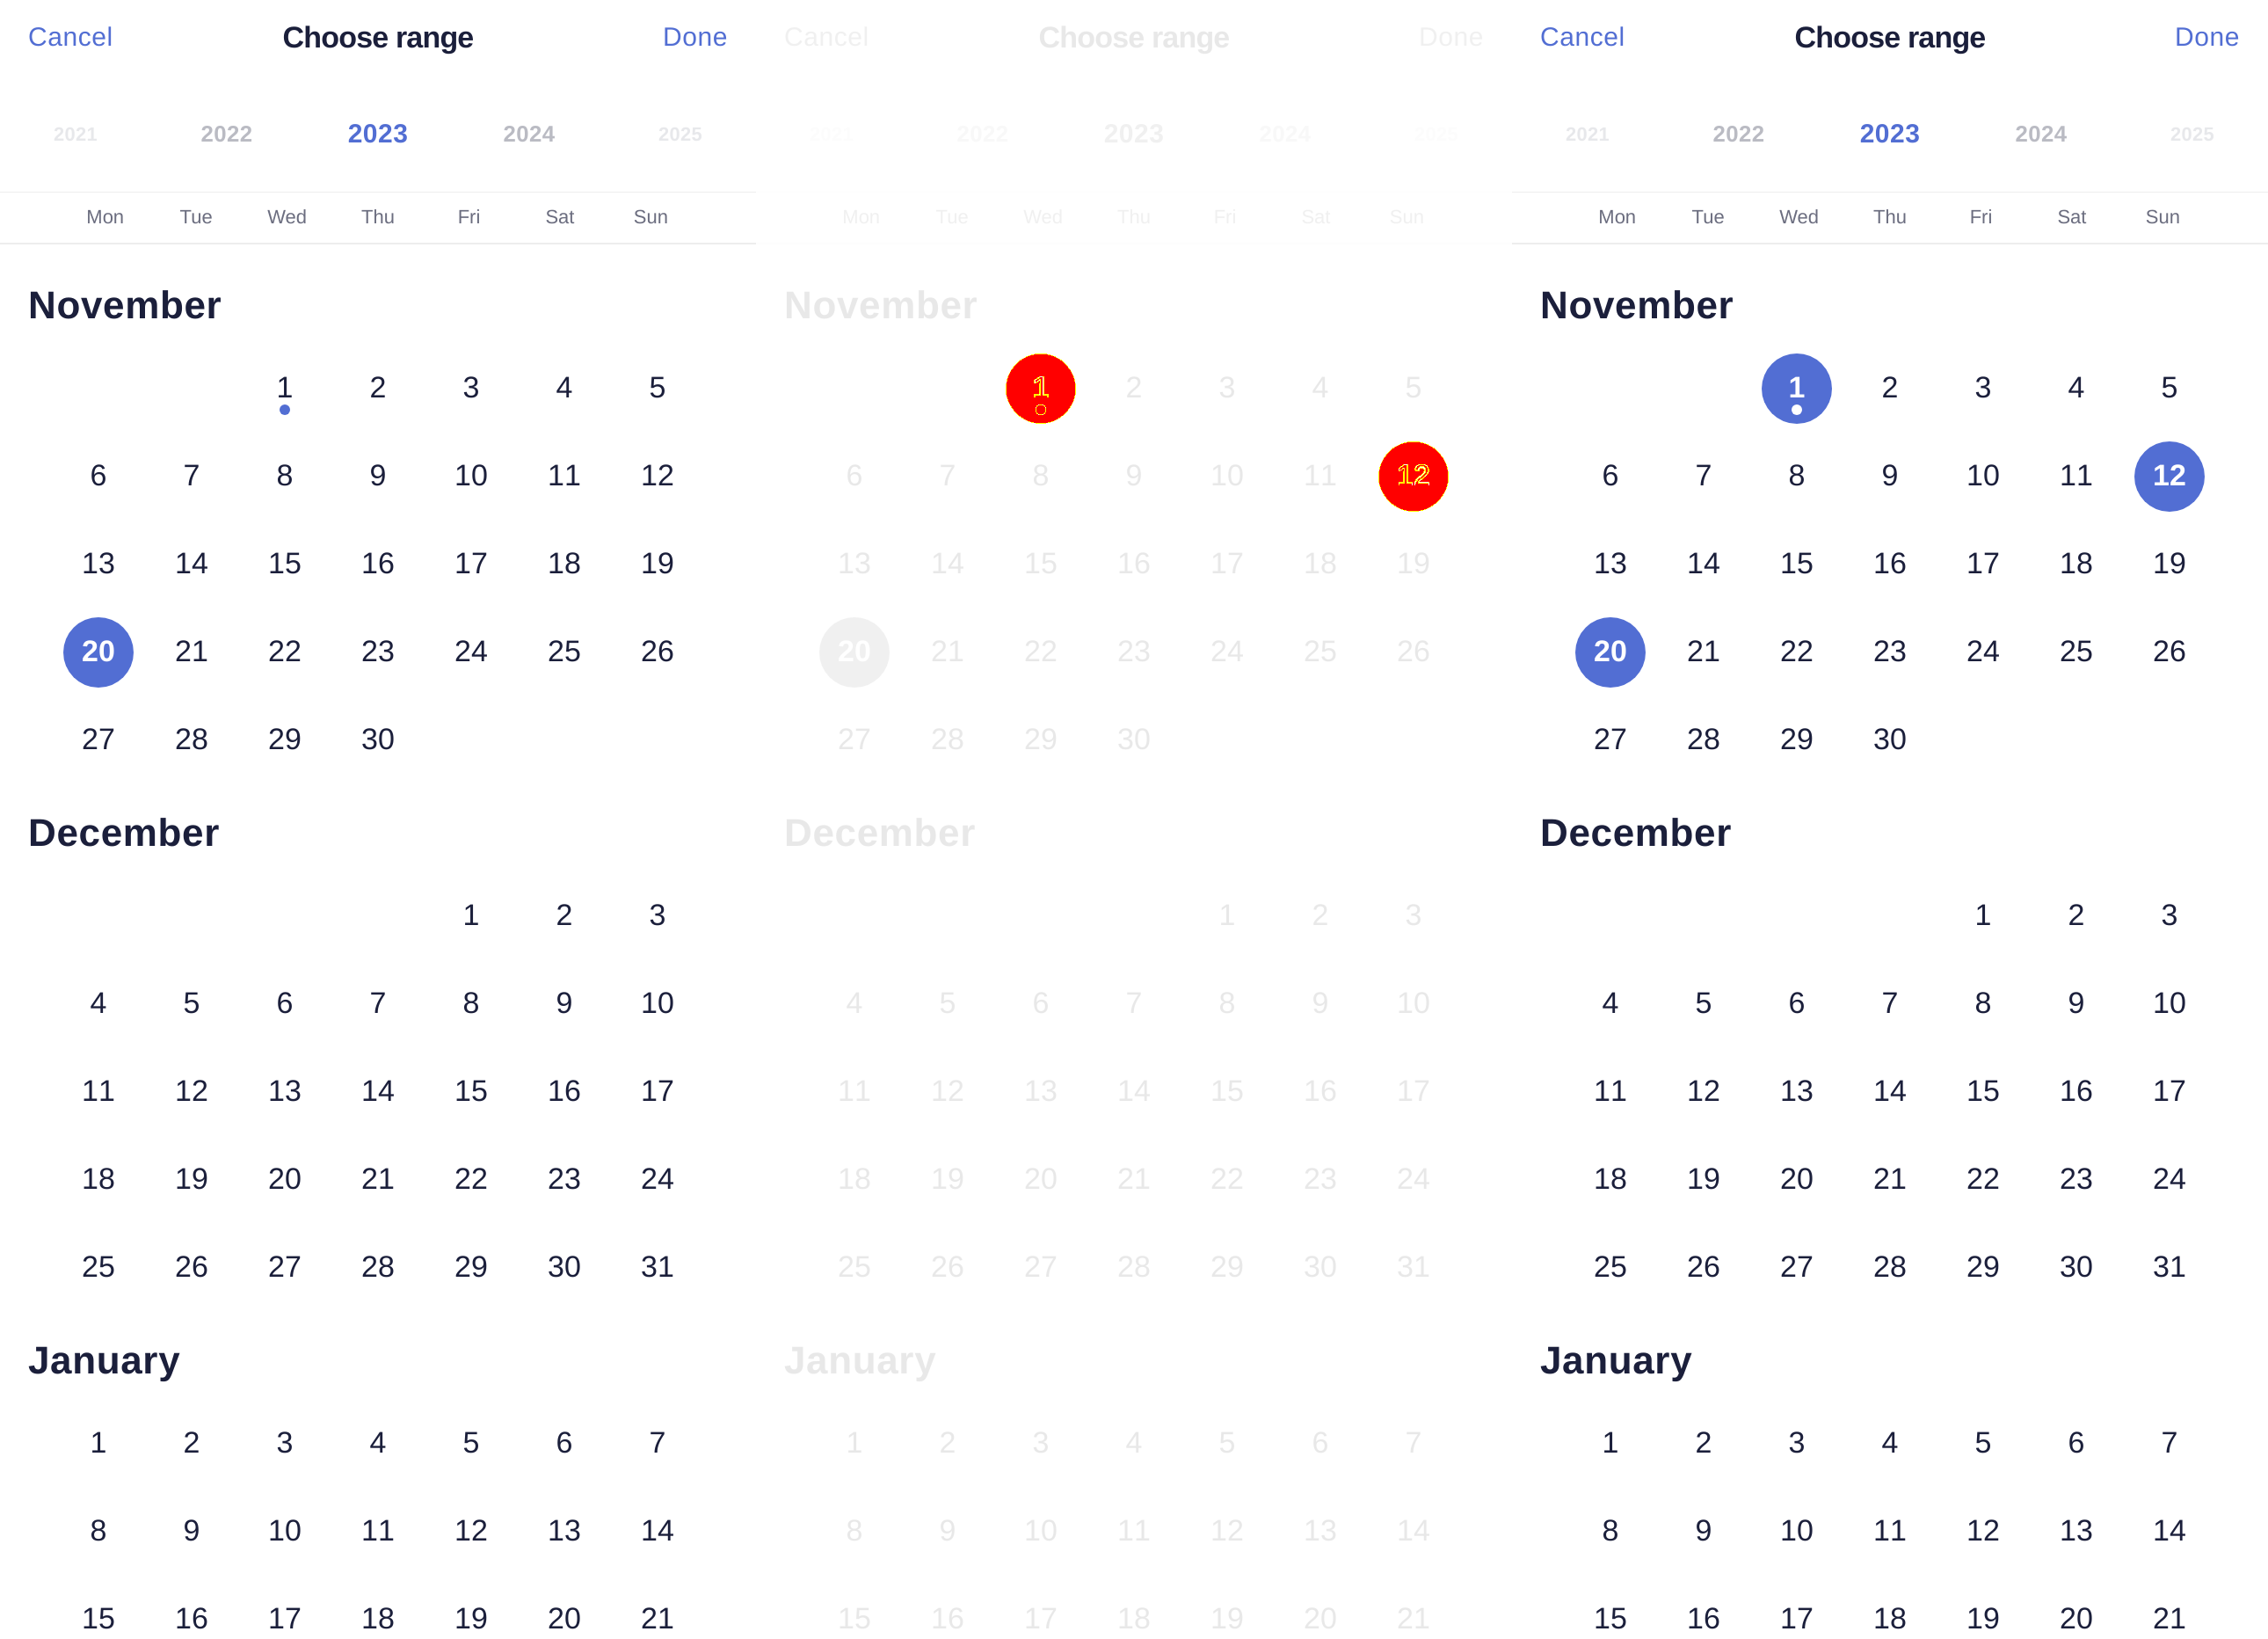 Cancel Choose range Done Cancel Choose range Done Cancel Choose range Done
2021 2022 2023 2024 2025 2021 2022 2023 2024 2025 2021 2022 2023 2024 2025
Mon Tue Wed Thu Fri Sat Sun Mon Tue Wed Thu Fri Sat Sun Mon Tue Wed Thu Fri Sat Sun
November November November
1 2 3 4 5 1 2 3 4 5 1 2 3 4 5
6 7 8 9 10 11 12 6 7 8 9 10 11 12 6 7 8 9 10 11 12
13 14 15 16 17 18 19 13 14 15 16 17 18 19 13 14 15 16 17 18 19
20 21 22 23 24 25 26 20 21 22 23 24 25 26 20 21 22 23 24 25 26
27 28 29 30 27 28 29 30 27 28 29 30
December December December
1 2 3 1 2 3 1 2 3
4 5 6 7 8 9 10 4 5 6 7 8 9 10 4 5 6 7 8 9 10
11 12 13 14 15 16 17 11 12 13 14 15 16 17 11 12 13 14 15 16 17
18 19 20 21 22 23 24 18 19 20 21 22 23 24 18 19 20 21 22 23 24
25 26 27 28 29 30 31 25 26 27 28 29 30 31 25 26 27 28 29 30 31
January January January
1 2 3 4 5 6 7 1 2 3 4 5 6 7 1 2 3 4 5 6 7
8 9 10 11 12 13 14 8 9 10 11 12 13 14 8 9 10 11 12 13 14
15 16 17 18 19 20 21 15 16 17 18 19 20 21 15 16 17 18 19 20 21